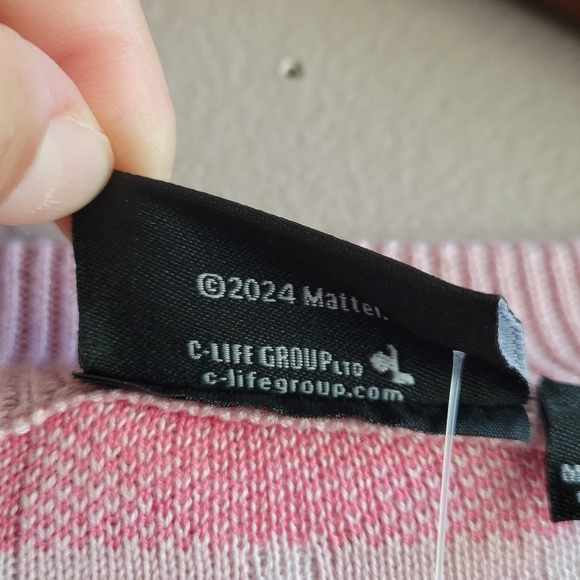 ©2024 Mattel.
C-LIFE GROUP LTD
c-lifegroup.com
M